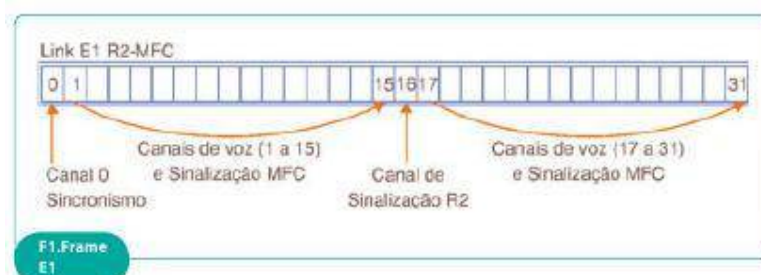 Link E1 R2-MFC
0 1 15 16 17 31
Canais de voz (1 a 15)
e Sinalização MFC
Canais de voz (17 a 31)
e Sinalização MFC
Canal 0
Sincronismo
Canal de
Sinalização R2
F1.Frame
E1